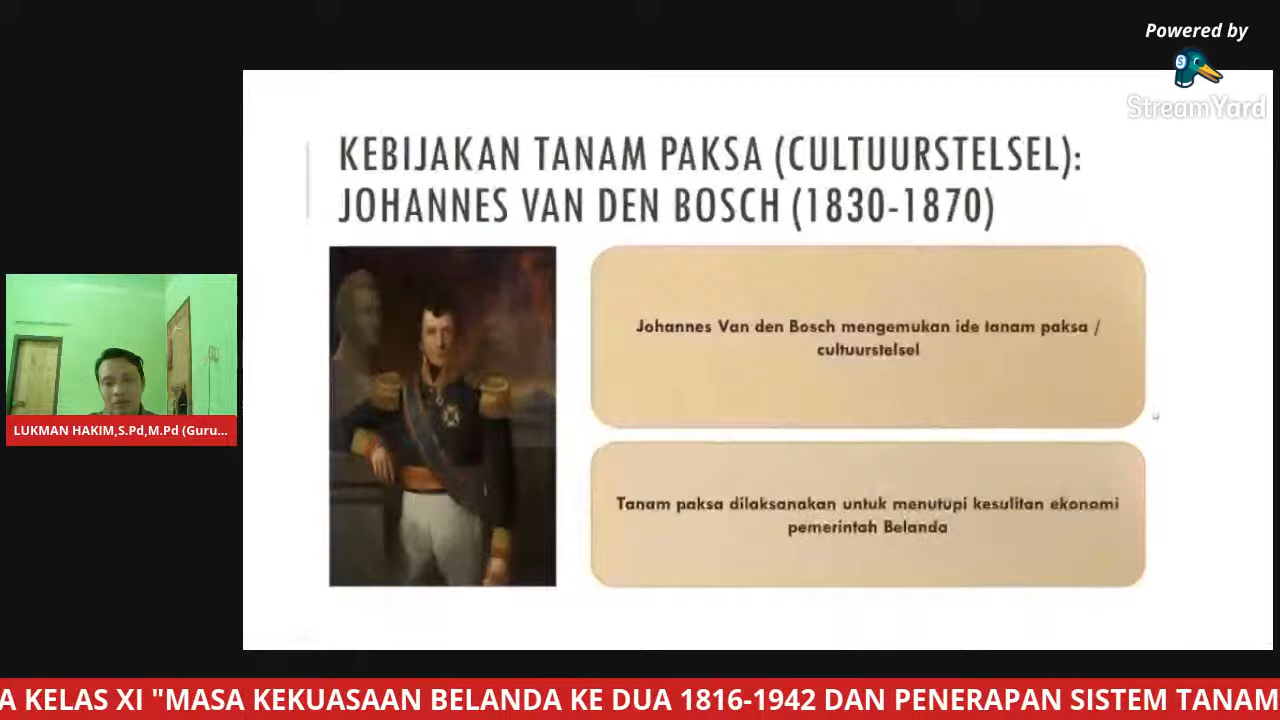 Powered by
StreamYard
KEBIJAKAN TANAM PAKSA (CULTUURSTELSEL):
JOHANNES VAN DEN BOSCH (1830-1870)
Johannes Van den Bosch mengemukan ide tanam paksa /
cultuurstelsel
Tanam paksa dilaksanakan untuk menutupi kesulitan ekonomi
pemerintah Belanda
LUKMAN HAKIM,S.Pd,M.Pd (Guru...
A KELAS XI "MASA KEKUASAAN BELANDA KE DUA 1816-1942 DAN PENERAPAN SISTEM TANAM